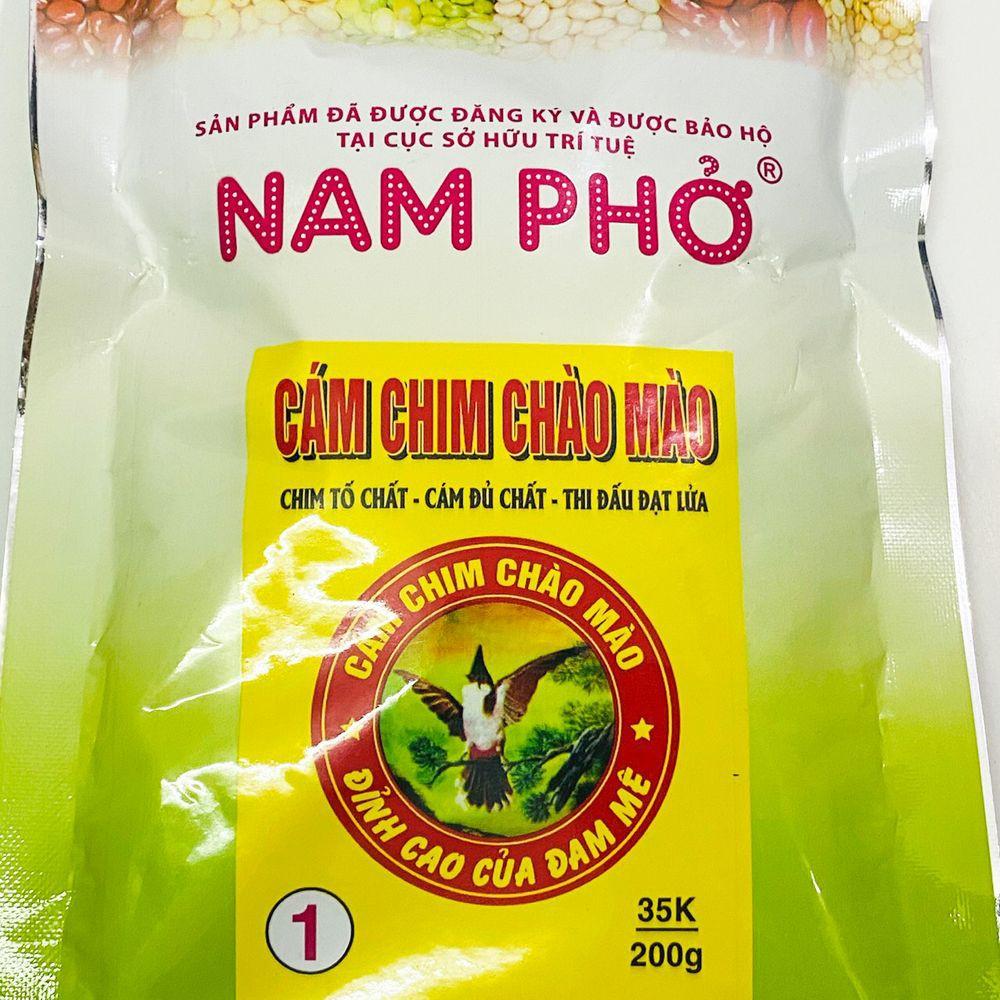 SẢN PHẨM ĐÃ ĐƯỢC ĐĂNG KÝ VÀ ĐƯỢC BẢO HỘ
TẠI CỤC SỞ HỮU TRÍ TUỆ
NAM PHỞ®
CÁM CHIM CHÀO MÀO
CHIM TỐ CHẤT - CÁM ĐỦ CHẤT - THI ĐẤU ĐẠT LỬA
CÁM CHIM CHÀO MÀO
ĐỈNH CAO CỦA ĐAM MÊ
1
35K
200g